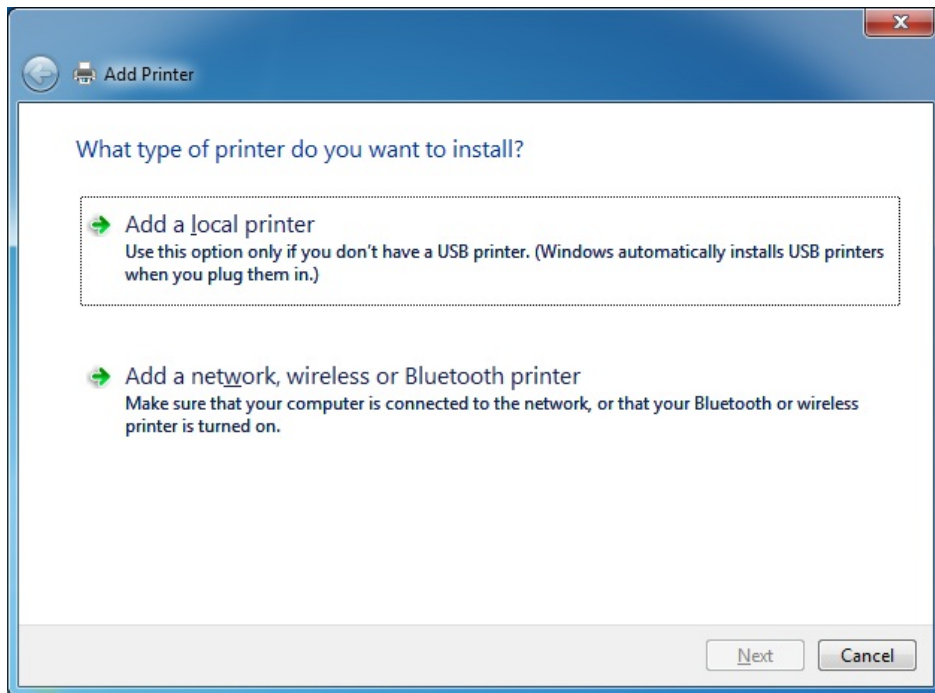 Add Printer
What type of printer do you want to install?
Add a local printer
Use this option only if you don't have a USB printer. (Windows automatically installs USB printers
when you plug them in.)
Add a network, wireless or Bluetooth printer
Make sure that your computer is connected to the network, or that your Bluetooth or wireless
printer is turned on.
Next
Cancel